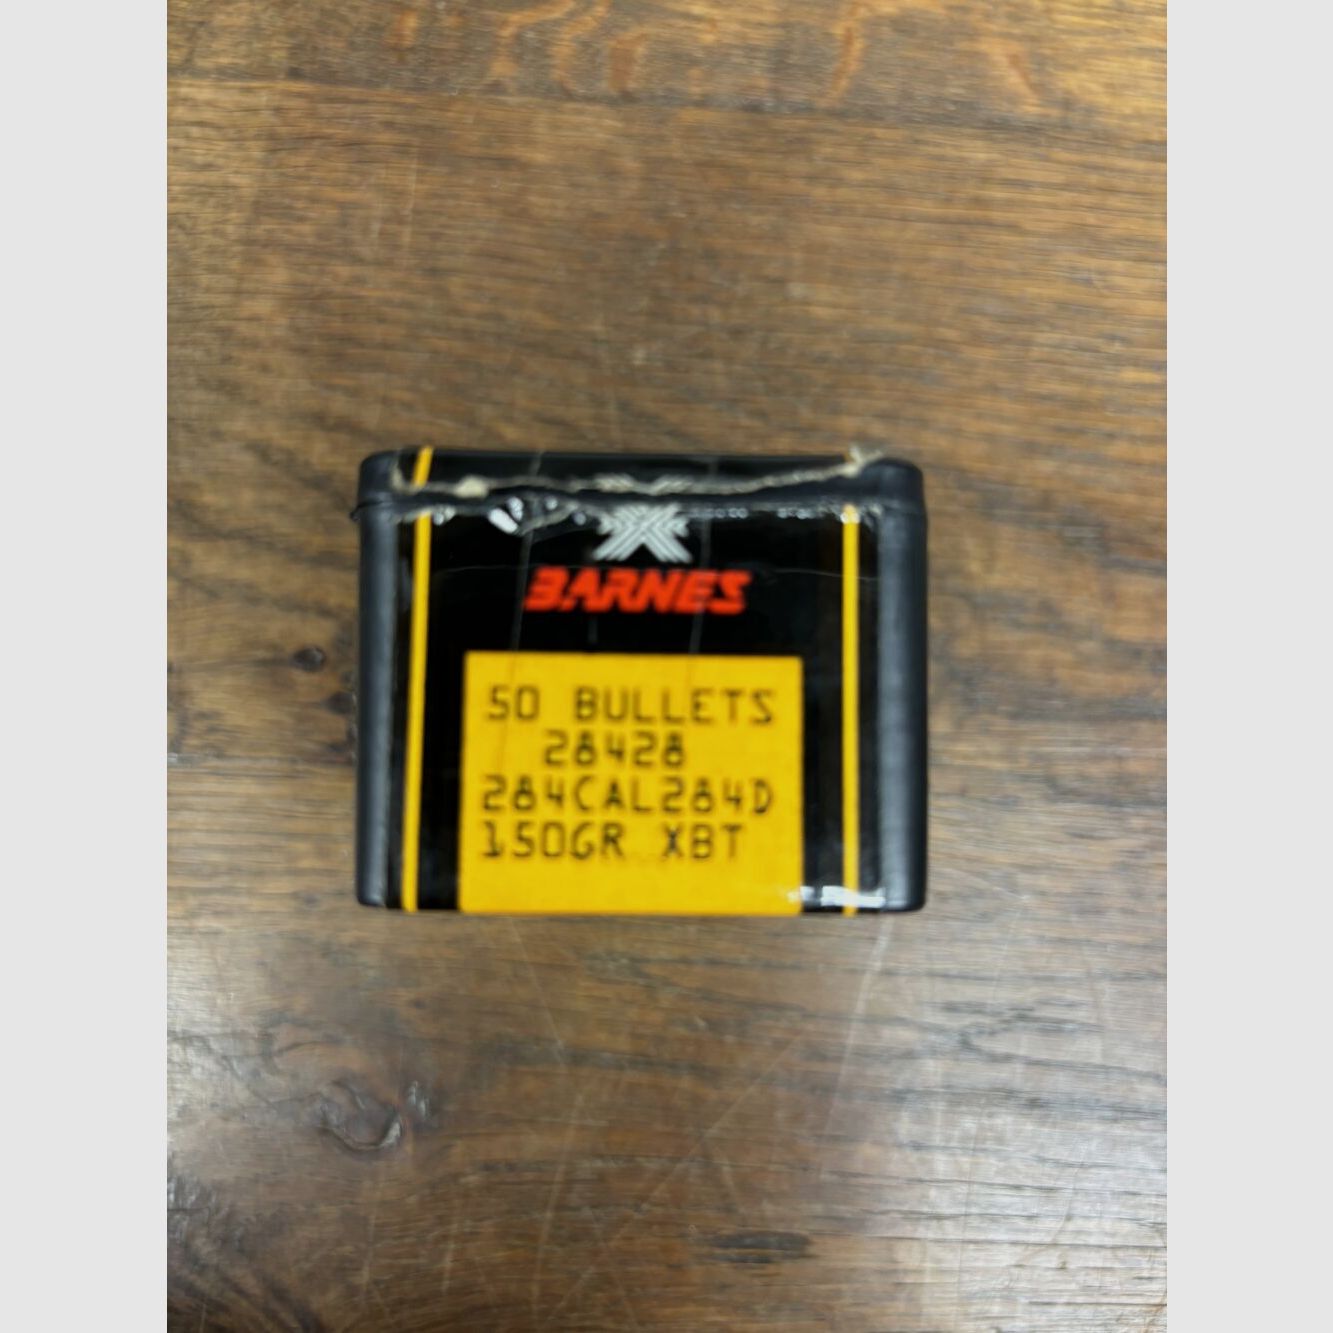 BARNES
50 BULLETS
28428
284CAL284D
150GR XBT